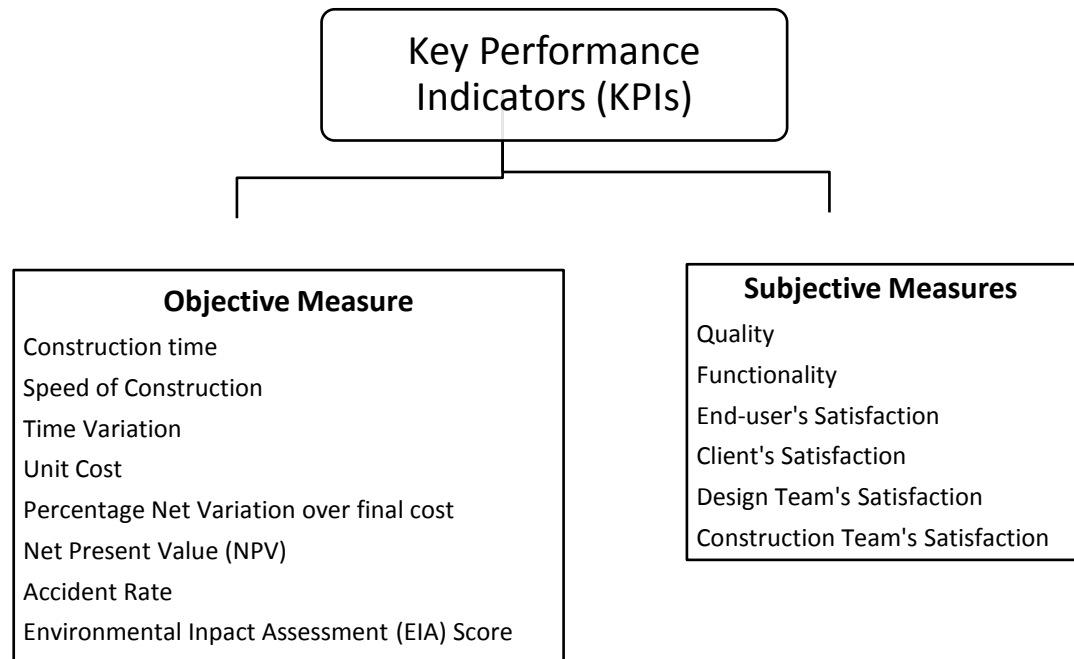 Key Performance
Indicators (KPIs)
Objective Measure
Construction time
Speed of Construction
Time Variation
Unit Cost
Percentage Net Variation over final cost
Net Present Value (NPV)
Accident Rate
Environmental Inpact Assessment (EIA) Score
Subjective Measures
Quality
Functionality
End-user's Satisfaction
Client's Satisfaction
Design Team's Satisfaction
Construction Team's Satisfaction